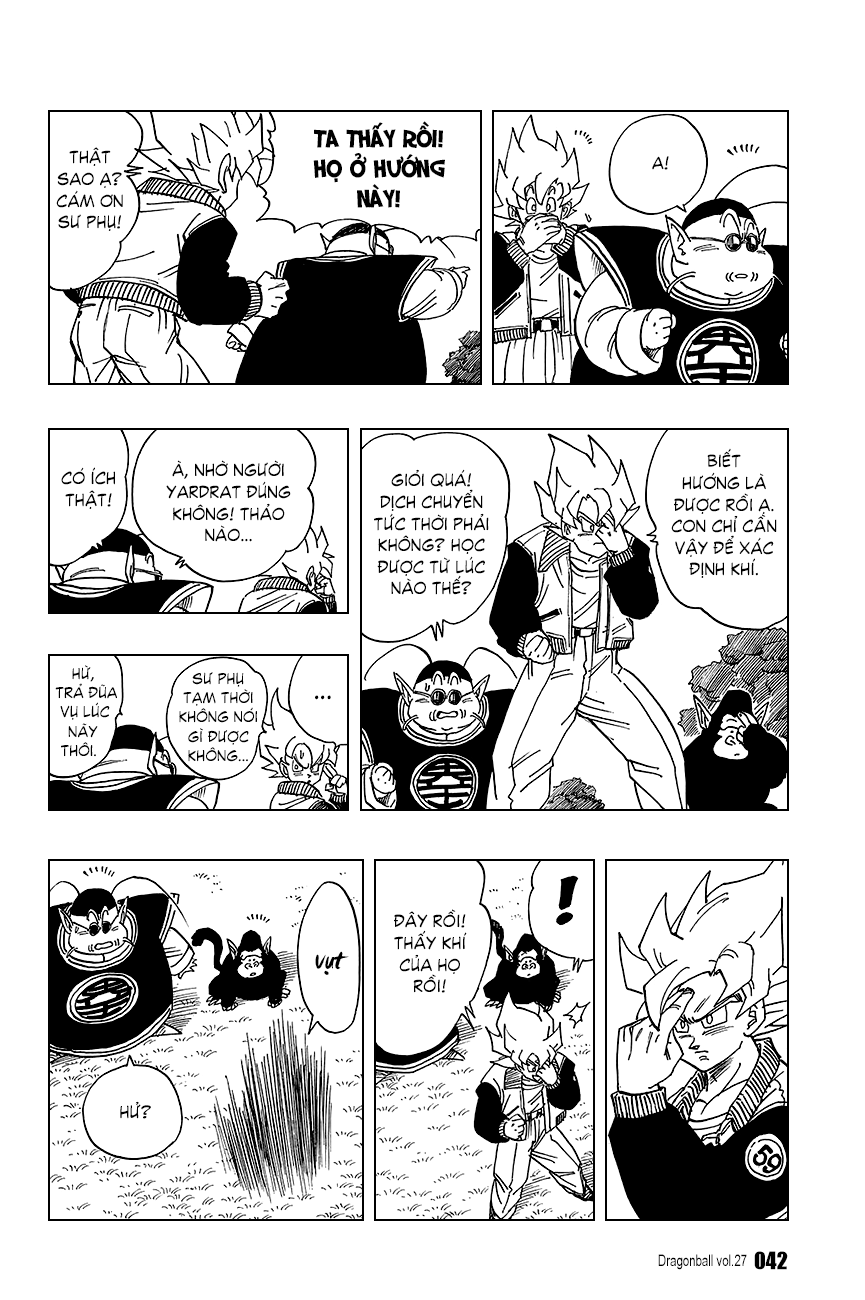 A!
TA THẤY RỒI!
HỌ Ở HƯỚNG
NÀY!
THẬT
SAO Ạ?
CÁM ƠN
SƯ PHỤ!
BIẾT
HƯỚNG LÀ
ĐƯỢC RỒI Ạ.
CON CHỈ CẦN
VẬY ĐỂ XÁC
ĐỊNH KHÍ.
GIỎI QUÁ!
DỊCH CHUYỂN
TỨC THỜI PHẢI
KHÔNG? HỌC
ĐƯỢC TỪ LÚC
NÀO THẾ?
À, NHỜ NGƯỜI
YARDRAT ĐÚNG
KHÔNG! THẢO
NÀO...
CÓ ÍCH
THẬT!
...
SƯ PHỤ
TẠM THỜI
KHÔNG NÓI
GÌ ĐƯỢC
KHÔNG...
HỪ,
TRẢ ĐŨA
VỤ LÚC
NÃY
THÔI.
59
!
ĐÂY RỒI!
THẤY KHÍ
CỦA HỌ
RỒI!
VỤT
HỬ?
Dragonball vol.27 042